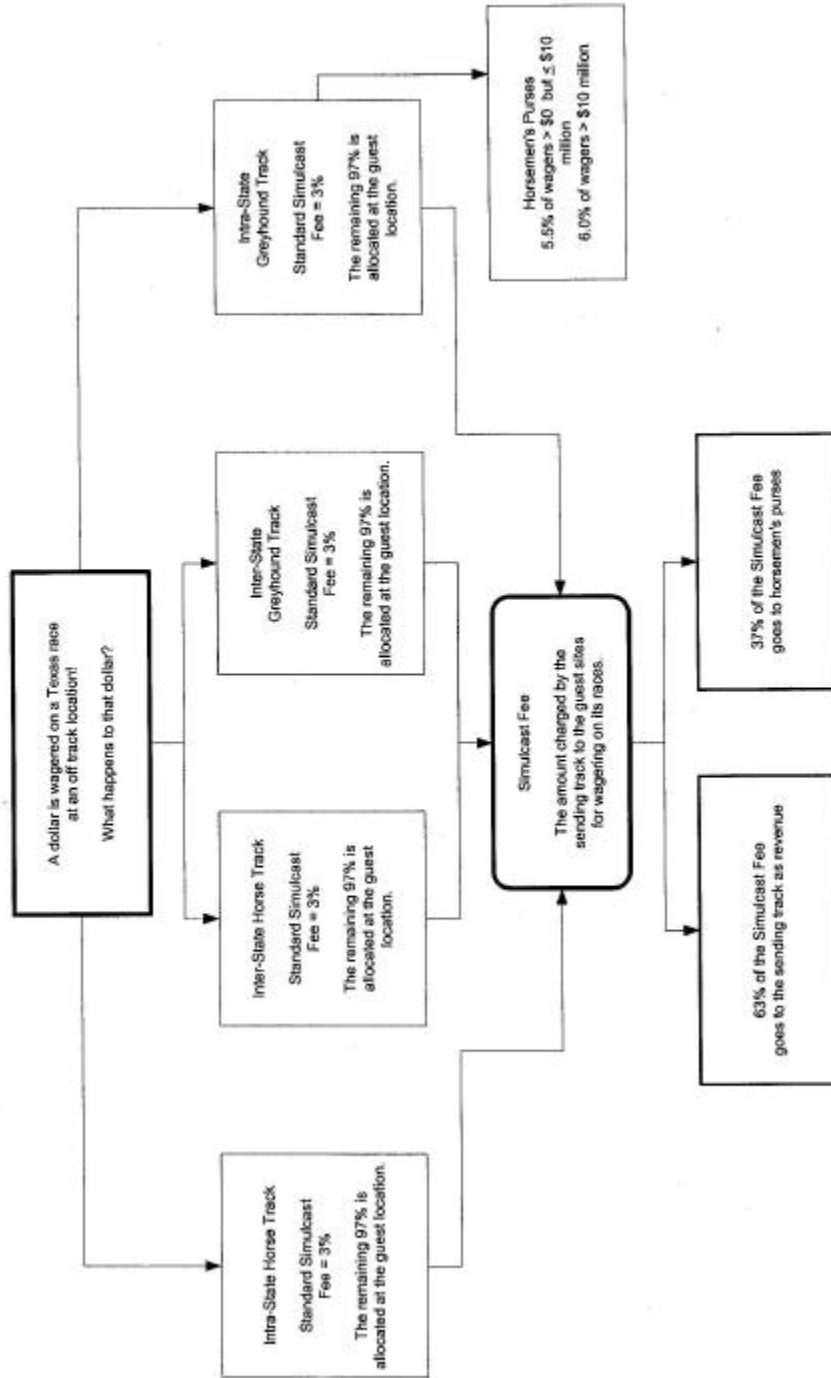 A dollar is wagered on a Texas race
at an off track location!
What happens to that dollar?
Intra-State Horse Track
Standard Simulcast
Fee = 3%
The remaining 97% is
allocated at the guest location.
Inter-State Horse Track
Standard Simulcast
Fee = 3%
The remaining 97% is
allocated at the guest
location.
Inter-State
Greyhound Track
Standard Simulcast
Fee = 3%
The remaining 97% is
allocated at the guest location.
Intra-State
Greyhound Track
Standard Simulcast
Fee = 3%
The remaining 97% is
allocated at the guest
location.
Simulcast Fee
The amount charged by the
sending track to the guest sites
for wagering on its races.
Horsemen's Purses
5.5% of wagers > $0 but ≤ $10
million
6.0% of wagers > $10 million
63% of the Simulcast Fee
goes to the sending track as revenue
37% of the Simulcast Fee
goes to horsemen's purses